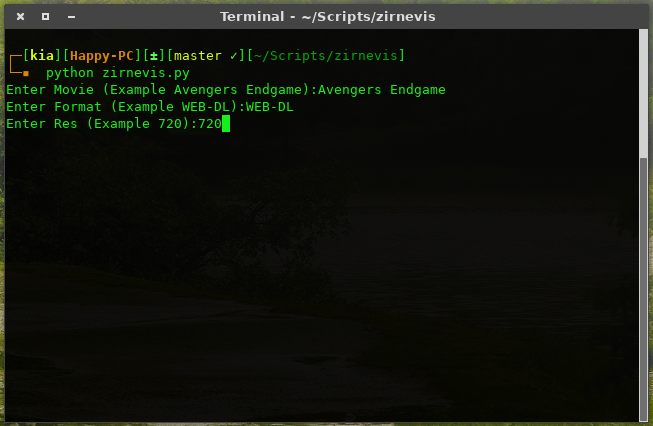 Terminal - ~/Scripts/zirnevis
┌─[kia][Happy-PC][±][master ✓][~/Scripts/zirnevis]
└─▪ python zirnevis.py
Enter Movie (Example Avengers Endgame):Avengers Endgame
Enter Format (Example WEB-DL):WEB-DL
Enter Res (Example 720):720